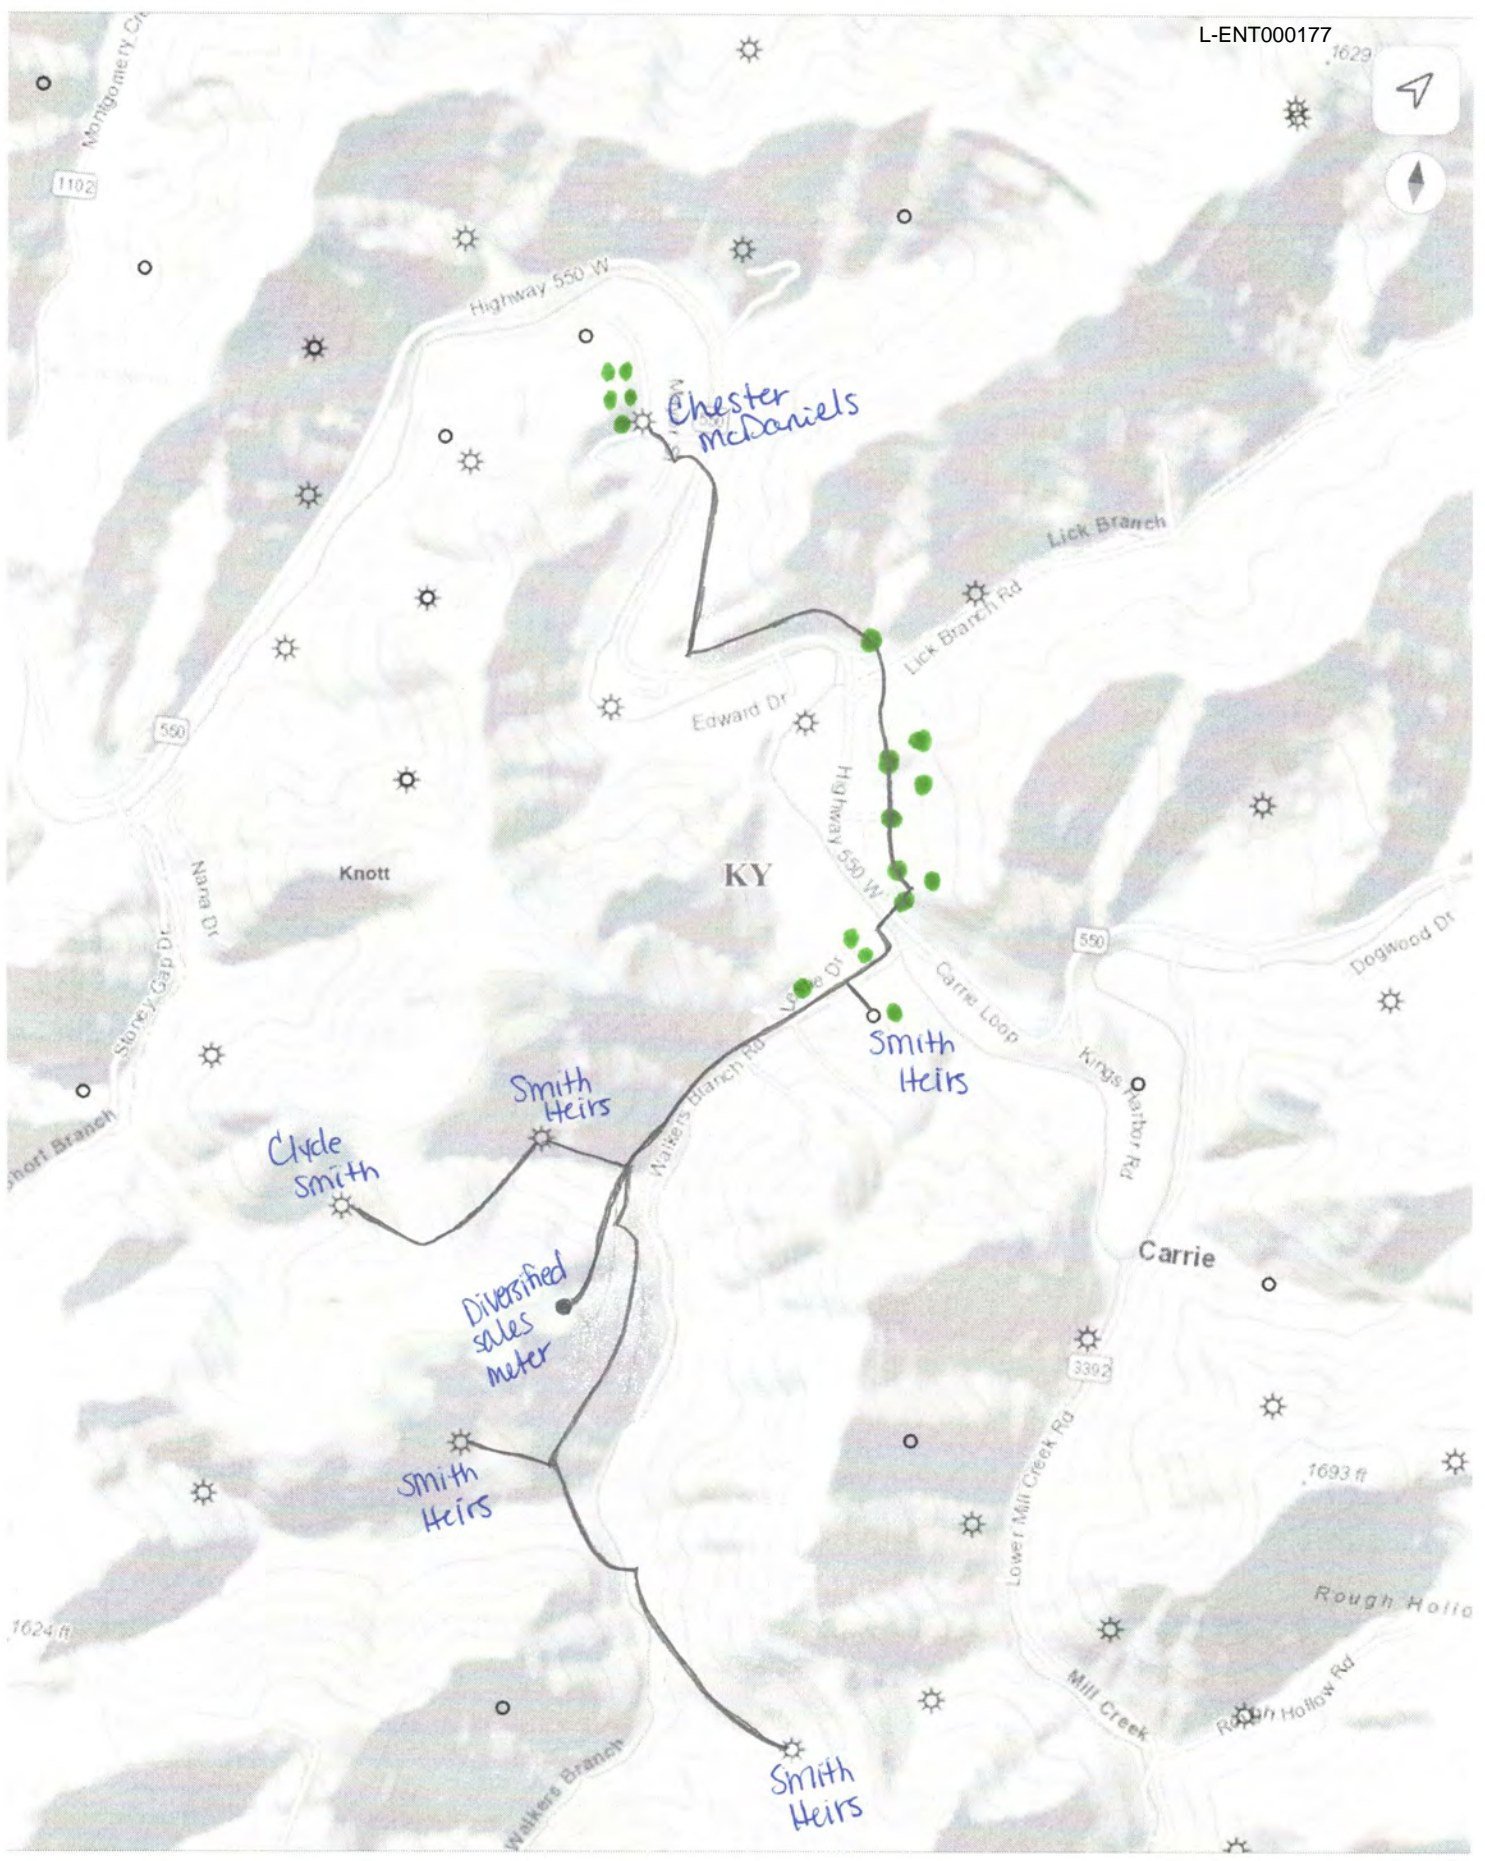 L-ENT000177
1629
Montgomery
1102
Highway 550 W
Chester
McDaniels
550
Lick Branch
Lick Branch Rd
Edward Dr
550
Highway 550 W
Knott
KY
Nana Dr
Stoney Gap Dr
550
Dogwood Dr
Carrie Loop
Smith
Heirs
Kings Harbor Rd
Walkers Branch Rd
Smith
Heirs
Short Branch
Clyde
Smith
Carrie
Diversified
sales
meter
3392
Lower Mill Creek Rd
1693 ft
Smith
Heirs
Rough Hollo
1624 ft
Mill Creek
Rough Hollow Rd
Walkers Branch
Smith
Heirs